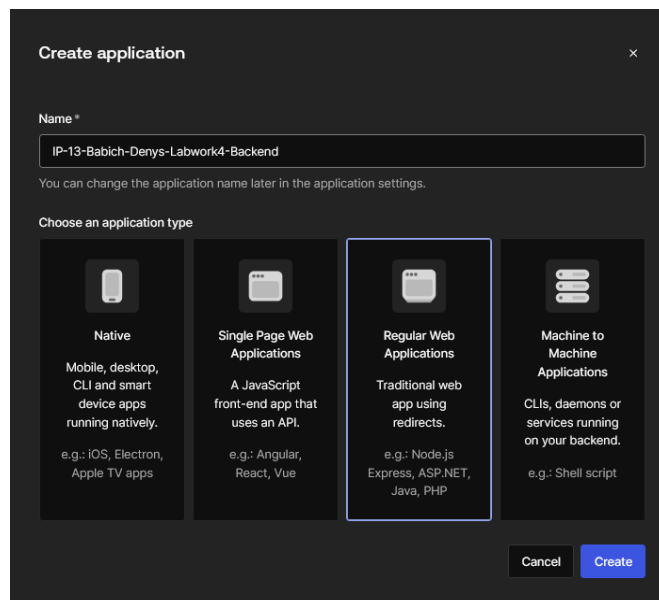 Create application
×
Name *
IP-13-Babich-Denys-Labwork4-Backend
You can change the application name later in the application settings.
Choose an application type
Native
Mobile, desktop,
CLI and smart
device apps
running natively.
e.g.: iOS, Electron,
Apple TV apps
Single Page Web
Applications
A JavaScript
front-end app that
uses an API.
e.g.: Angular,
React, Vue
Regular Web
Applications
Traditional web
app using
redirects.
e.g.: Node.js
Express, ASP.NET,
Java, PHP
Machine to
Machine
Applications
CLIs, daemons or
services running
on your backend.
e.g.: Shell script
Cancel
Create